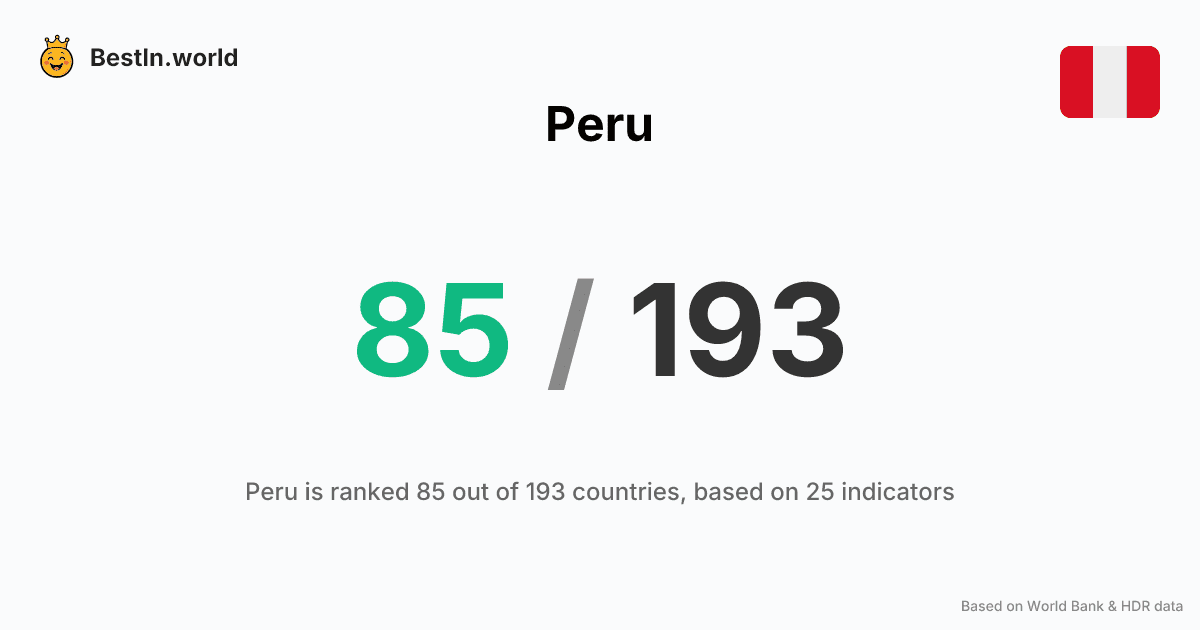 BestIn.world
Peru
85 / 193
Peru is ranked 85 out of 193 countries, based on 25 indicators
Based on World Bank & HDR data